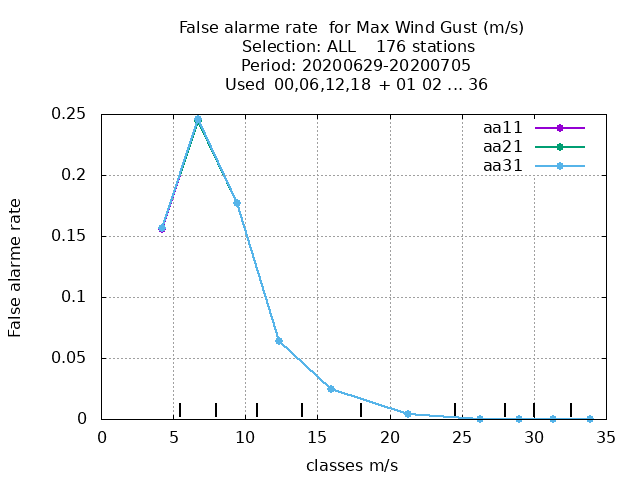 False alarme rate  for Max Wind Gust (m/s)
Selection: ALL    176 stations
Period: 20200629-20200705
Used  00,06,12,18 + 01 02 ... 36
aa11
aa21
aa31
0.25
0.2
0.15
0.1
0.05
0
False alarme rate
0 5 10 15 20 25 30 35
classes m/s